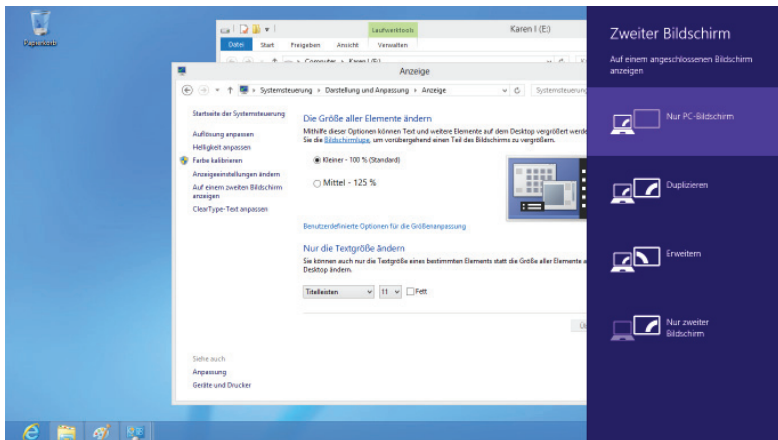 Papierkorb
Laufwerktools
Karen I (E:)
Datei Start Freigeben Ansicht Verwalten
Computer Karen I (E:)
Anzeige
Systemsteuerung Darstellung und Anpassung Anzeige
Systemsteuerung
Startseite der Systemsteuerung
Auflösung anpassen
Helligkeit anpassen
Farbe kalibrieren
Anzeigeeinstellungen ändern
Auf einem zweiten Bildschirm
anzeigen
ClearType-Text anpassen
Siehe auch
Anpassung
Geräte und Drucker
Die Größe aller Elemente ändern
Mithilfe dieser Optionen können Text und weitere Elemente auf dem Desktop vergrößert werde
Sie die Bildschirmlupe, um vorübergehend einen Teil des Bildschirms zu vergrößern.
Kleiner - 100 % (Standard)
Mittel - 125 %
Benutzerdefinierte Optionen für die Größenanpassung
Nur die Textgröße ändern
Sie können auch nur die Textgröße eines bestimmten Elements statt die Größe aller Elemente a
Desktop ändern.
Titelleisten 11 Fett
Zweiter Bildschirm
Auf einem angeschlossenen Bildschirm
anzeigen
Nur PC-Bildschirm
Duplizieren
Erweitern
Nur zweiter
Bildschirm